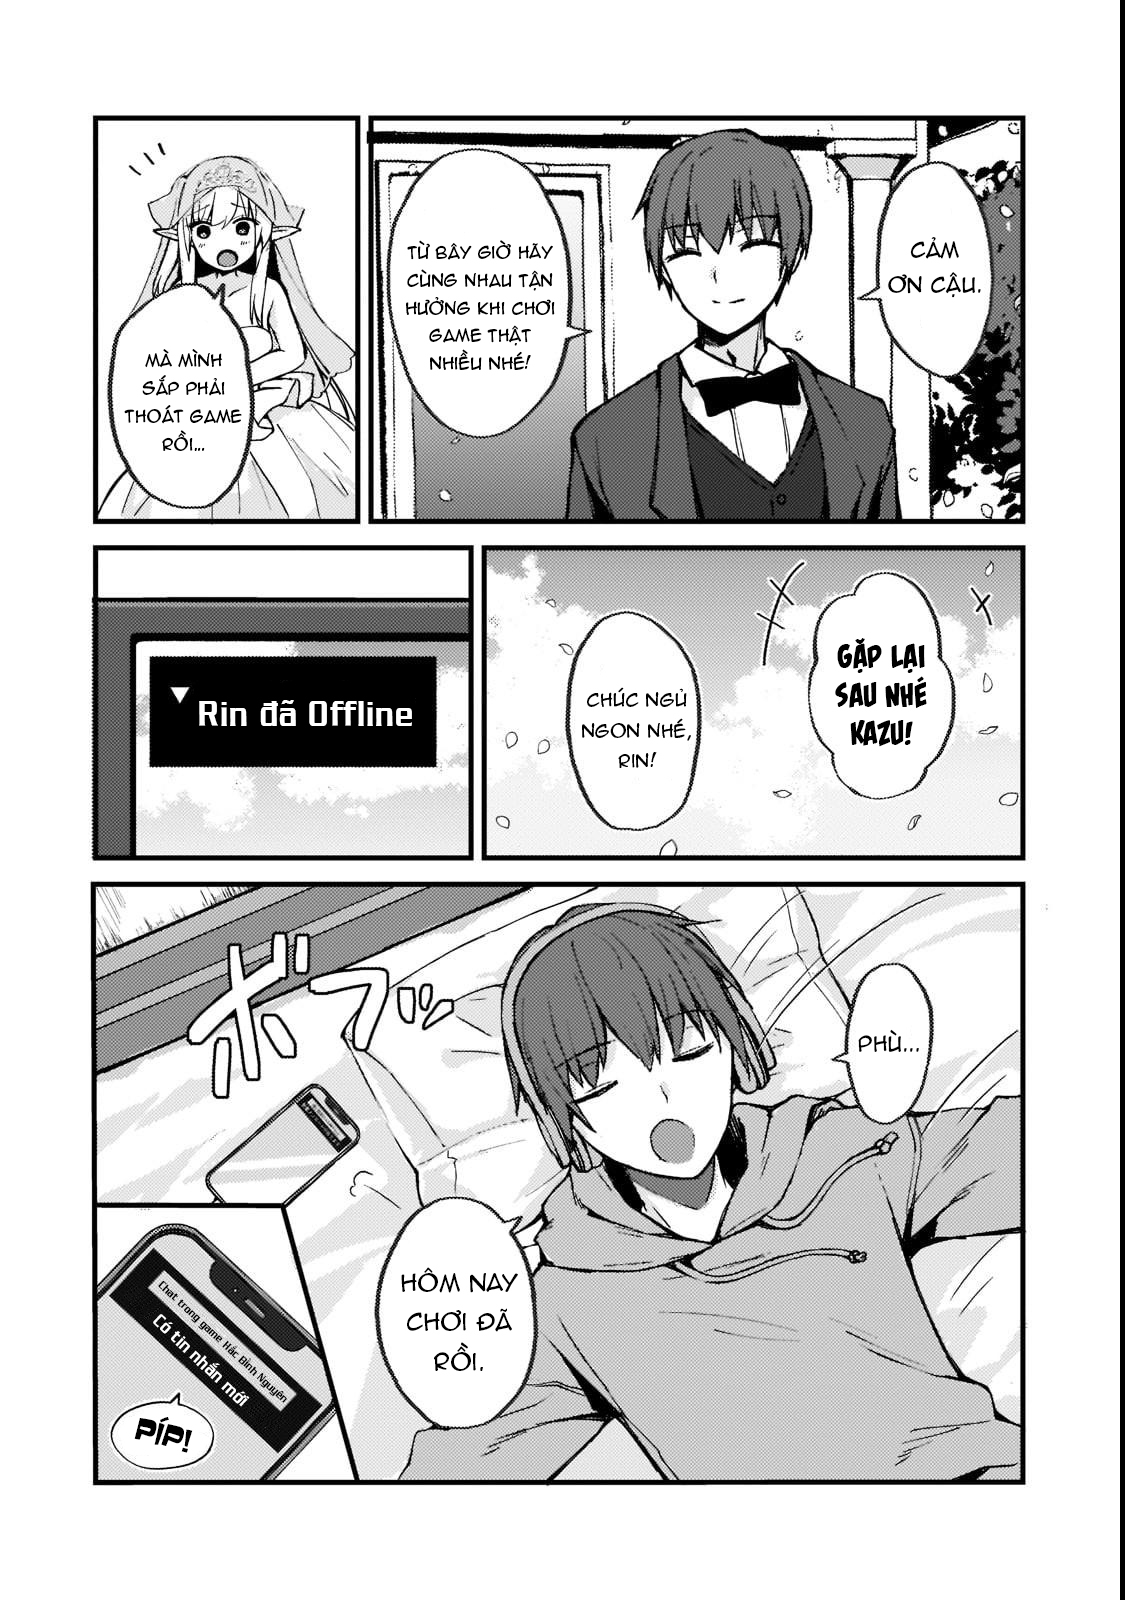 CẢM
ƠN CẬU.
TỪ BÂY GIỜ HÃY
CÙNG NHAU TẬN
HƯỞNG KHI CHƠI
GAME THẬT
NHIỀU NHÉ!
MÀ MÌNH
SẮP PHẢI
THOÁT GAME
RỒI...
GẶP LẠI
SAU NHÉ
KAZU!
CHÚC NGỦ
NGON NHÉ,
RIN!
Rin đã Offline
PHÙ...
ボフッ
HÔM NAY
CHƠI ĐÃ
RỒI.
Chat trong game Hắc Bình Nguyên
Có tin nhắn mới
PÍP!